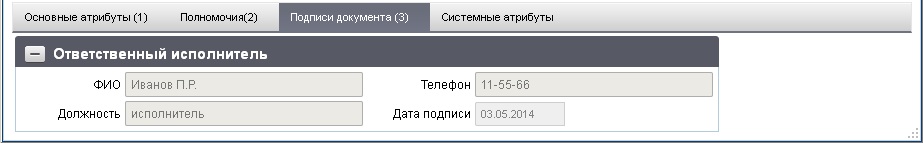 Основные атрибуты (1) Полномочия(2) Подписи документа (3) Системные атрибуты
Ответственный исполнитель
ФИО Иванов П.Р. Телефон 11-55-66
Должность исполнитель Дата подписи 03.05.2014